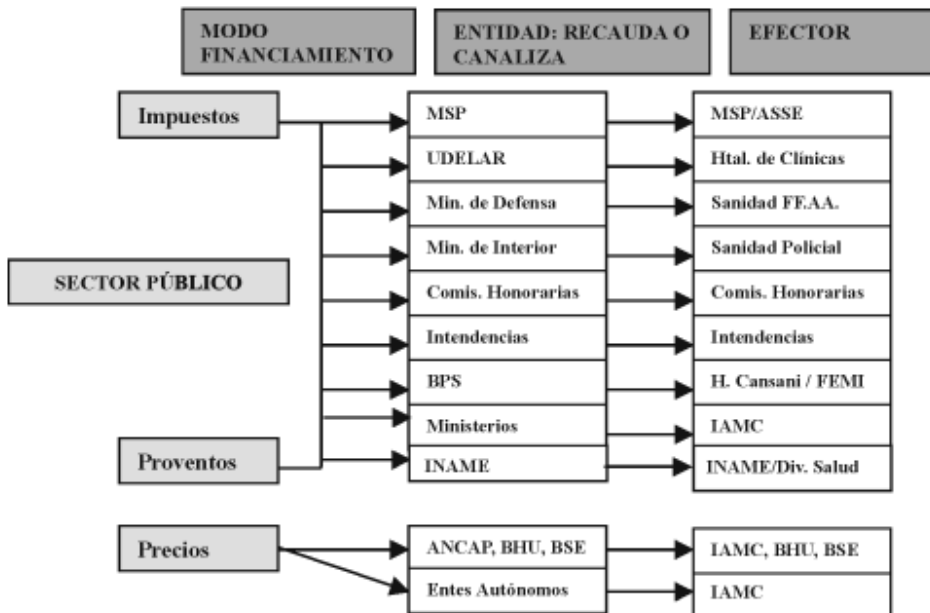 MODO
FINANCIAMIENTO
ENTIDAD: RECAUDA O
CANALIZA
EFECTOR
Impuestos
MSP
MSP/ASSE
UDELAR
Htal. de Clínicas
Min. de Defensa
Sanidad FF.AA.
Min. de Interior
Sanidad Policial
SECTOR PÚBLICO
Comis. Honorarias
Comis. Honorarias
Intendencias
Intendencias
BPS
H. Cansani / FEMI
Ministerios
IAMC
Proventos
INAME
INAME/Div. Salud
Precios
ANCAP, BHU, BSE
IAMC, BHU, BSE
Entes Autónomos
IAMC